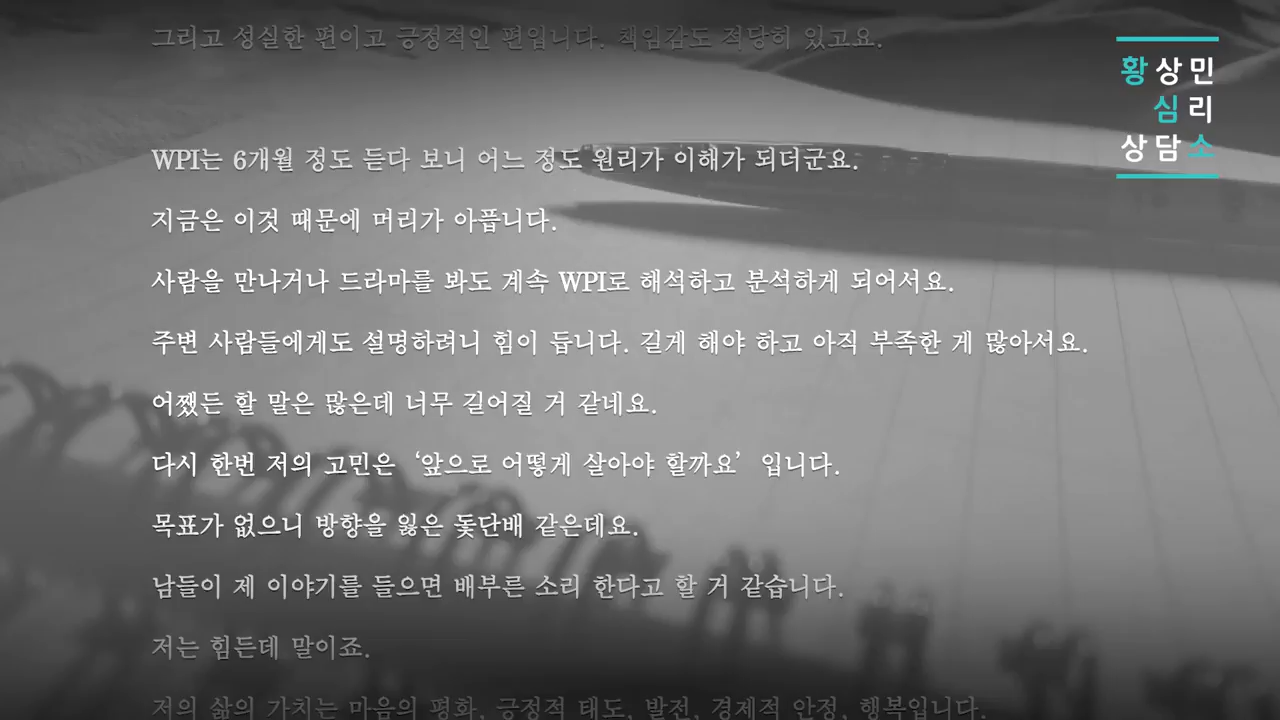 그리고 성실한 편이고 긍정적인 편입니다. 책임감도 적당히 있고요.
황상민
심리
상담소
WPI는 6개월 정도 듣다 보니 어느 정도 원리가 이해가 되더군요.
지금은 이것 때문에 머리가 아픕니다.
사람을 만나거나 드라마를 봐도 계속 WPI로 해석하고 분석하게 되어서요.
주변 사람들에게도 설명하려니 힘이 듭니다. 길게 해야 하고 아직 부족한 게 많아서요.
어쨌든 할 말은 많은데 너무 길어질 거 같네요.
다시 한번 저의 고민은 ‘앞으로 어떻게 살아야 할까요’ 입니다.
목표가 없으니 방향을 잃은 돛단배 같은데요.
남들이 제 이야기를 들으면 배부른 소리 한다고 할 거 같습니다.
저는 힘든데 말이죠.
저의 삶의 가치는 마음의 평화, 긍정적 태도, 발전, 경제적 안정, 행복입니다.